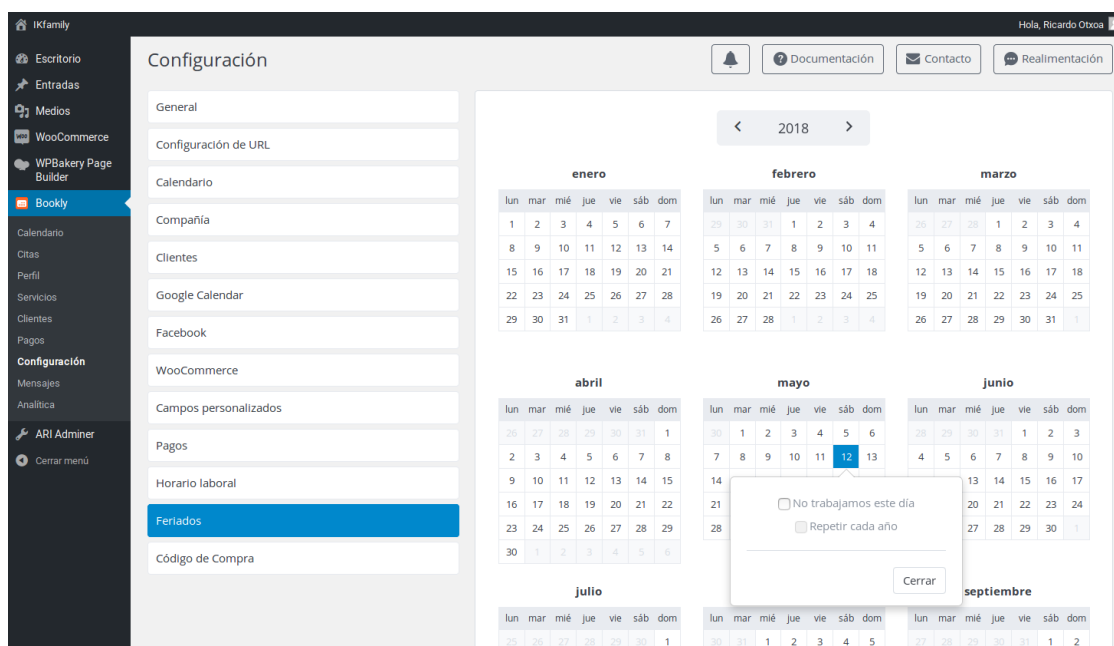 IKfamily
Hola, Ricardo Otxoa
Escritorio
Entradas
Medios
WooCommerce
WPBakery Page
Builder
Bookly
Calendario
Citas
Perfil
Servicios
Clientes
Pagos
Configuración
Mensajes
Analítica
ARI Adminer
Cerrar menú
Configuración
Documentación
Contacto
Realimentación
General
Configuración de URL
Calendario
Compañía
Clientes
Google Calendar
Facebook
WooCommerce
Campos personalizados
Pagos
Horario laboral
Feriados
Código de Compra
2018
enero
lun mar mié jue vie sáb dom
1 2 3 4 5 6 7
8 9 10 11 12 13 14
15 16 17 18 19 20 21
22 23 24 25 26 27 28
29 30 31 1 2 3 4
febrero
lun mar mié jue vie sáb dom
29 30 31 1 2 3 4
5 6 7 8 9 10 11
12 13 14 15 16 17 18
19 20 21 22 23 24 25
26 27 28 1 2 3 4
marzo
lun mar mié jue vie sáb dom
26 27 28 1 2 3 4
5 6 7 8 9 10 11
12 13 14 15 16 17 18
19 20 21 22 23 24 25
26 27 28 29 30 31 1
abril
lun mar mié jue vie sáb dom
26 27 28 29 30 31 1
2 3 4 5 6 7 8
9 10 11 12 13 14 15
16 17 18 19 20 21 22
23 24 25 26 27 28 29
30 1 2 3 4 5 6
mayo
lun mar mié jue vie sáb dom
30 1 2 3 4 5 6
7 8 9 10 11 12 13
14
21
28
junio
lun mar mié jue vie sáb dom
28 29 30 31 1 2 3
4 5 6 7 8 9 10
13 14 15 16 17
20 21 22 23 24
27 28 29 30 1
No trabajamos este día
Repetir cada año
Cerrar
julio
lun mar mié jue vie sáb dom
25 26 27 28 29 30 1
lun mar mié jue vie sáb dom
30 31 1 2 3 4 5
septiembre
lun mar mié jue vie sáb dom
27 28 29 30 31 1 2